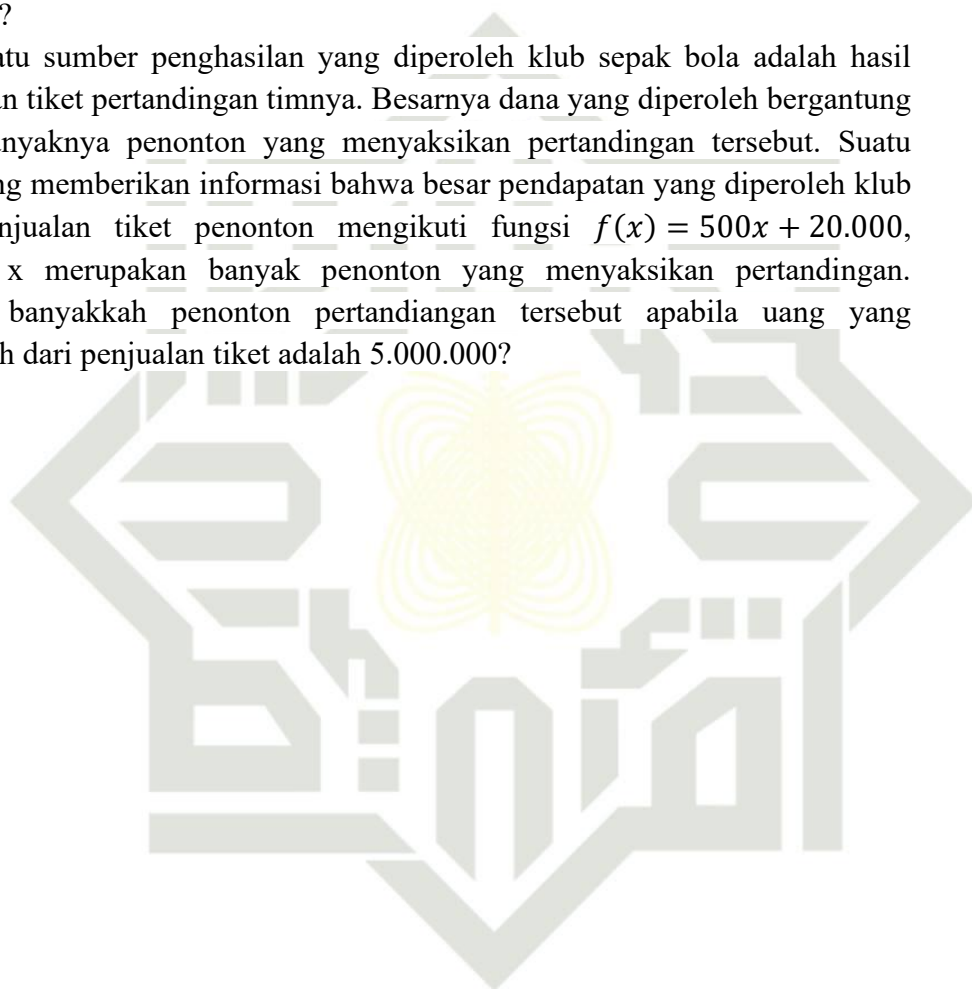 ?
atu sumber penghasilan yang diperoleh klub sepak bola adalah hasil
an tiket pertandingan timnya. Besarnya dana yang diperoleh bergantung
anyaknya penonton yang menyaksikan pertandingan tersebut. Suatu
ng memberikan informasi bahwa besar pendapatan yang diperoleh klub
njualan tiket penonton mengikuti fungsi f(x) = 500x + 20.000,
x merupakan banyak penonton yang menyaksikan pertandingan.
banyakkah penonton pertandiangan tersebut apabila uang yang
h dari penjualan tiket adalah 5.000.000?